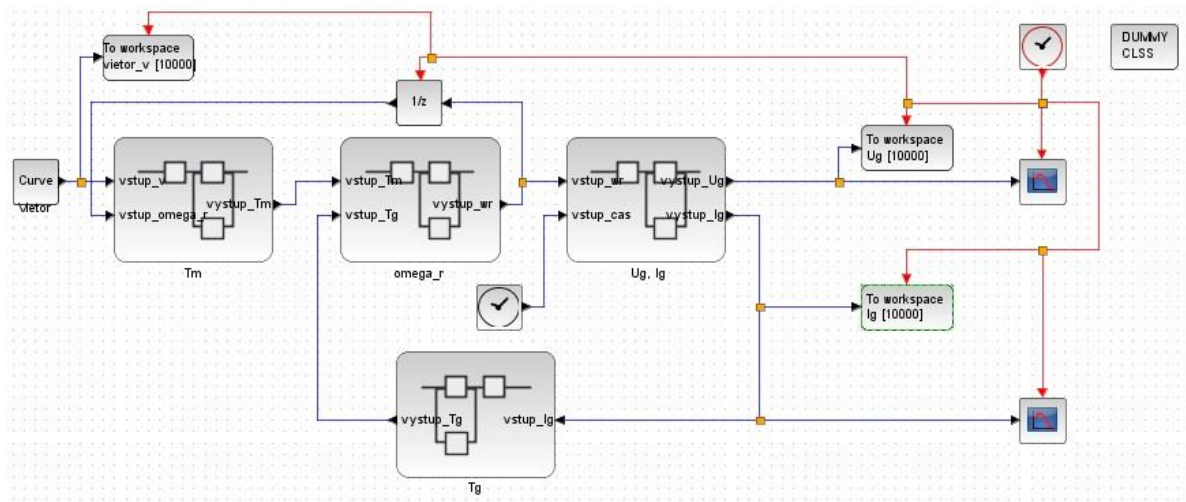 To workspace
vietor_v [10000]
DUMMY
CLSS
1/z
To workspace
Ug [10000]
Curve
Vietor
vstup_v
vstup_omega_r
vystup_Tm
Tm
vstup_Tm
vstup_Tg
vystup_wr
omega_r
vstup_wr
vstup_cas
vystup_Ug
vystup_Ig
Ug, Ig
To workspace
Ig [10000]
vystup_Tg
vstup_Ig
Tg